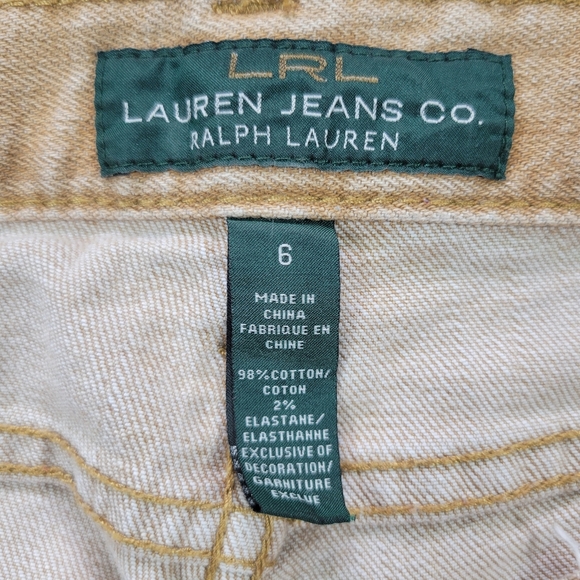 LRL
LAUREN JEANS CO.
RALPH LAUREN
6
MADE IN
CHINA
FABRIQUE EN
CHINE
98%COTTON/
COTON
2%
ELASTANE/
ELASTHANNE
EXCLUSIVE OF
DECORATION/
GARNITURE
EXCLUE